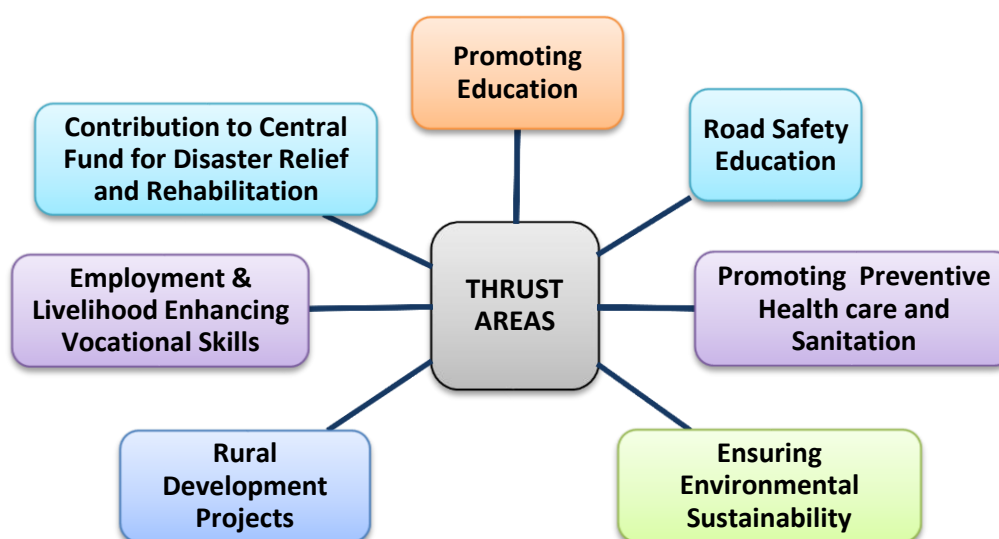 Promoting
Education
Contribution to Central
Fund for Disaster Relief
and Rehabilitation
Road Safety
Education
Employment &
Livelihood Enhancing
Vocational Skills
THRUST
AREAS
Promoting  Preventive
Health care and
Sanitation
Rural
Development
Projects
Ensuring
Environmental
Sustainability